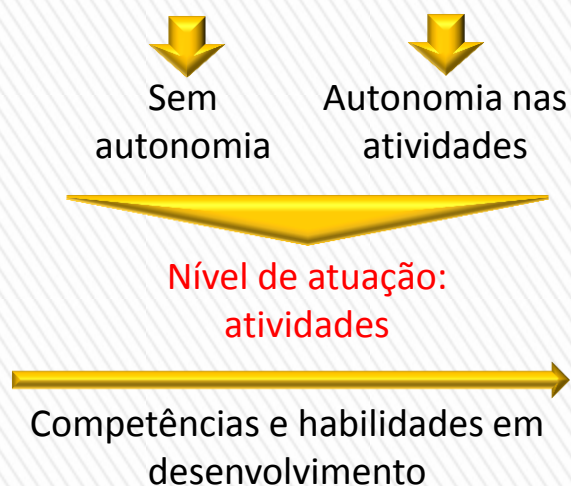 Sem
autonomia
Autonomia nas
atividades
Nível de atuação:
atividades
Competências e habilidades em
desenvolvimento